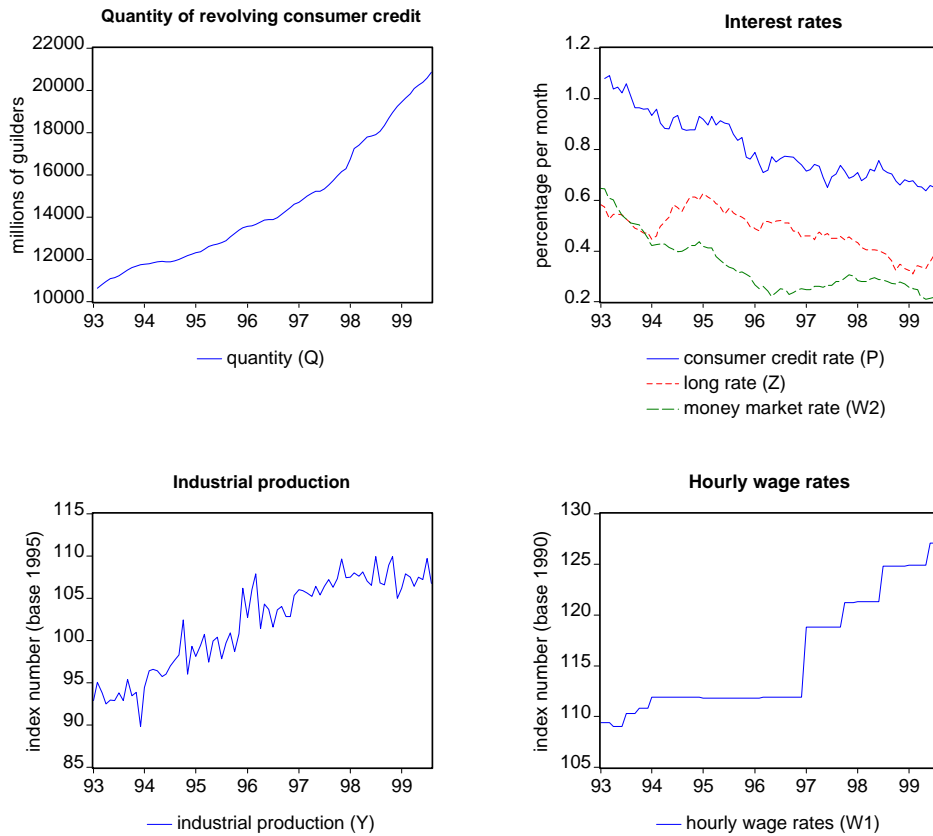 Quantity of revolving consumer credit
22000
20000
18000
16000
14000
12000
10000
millions of guilders
93 94 95 96 97 98 99
quantity (Q)
Interest rates
1.2
1.0
0.8
0.6
0.4
0.2
percentage per month
93 94 95 96 97 98 99
consumer credit rate (P)
long rate (Z)
money market rate (W2)
Industrial production
115
110
105
100
95
90
85
index number (base 1995)
93 94 95 96 97 98 99
industrial production (Y)
Hourly wage rates
130
125
120
115
110
105
index number (base 1990)
93 94 95 96 97 98 99
hourly wage rates (W1)